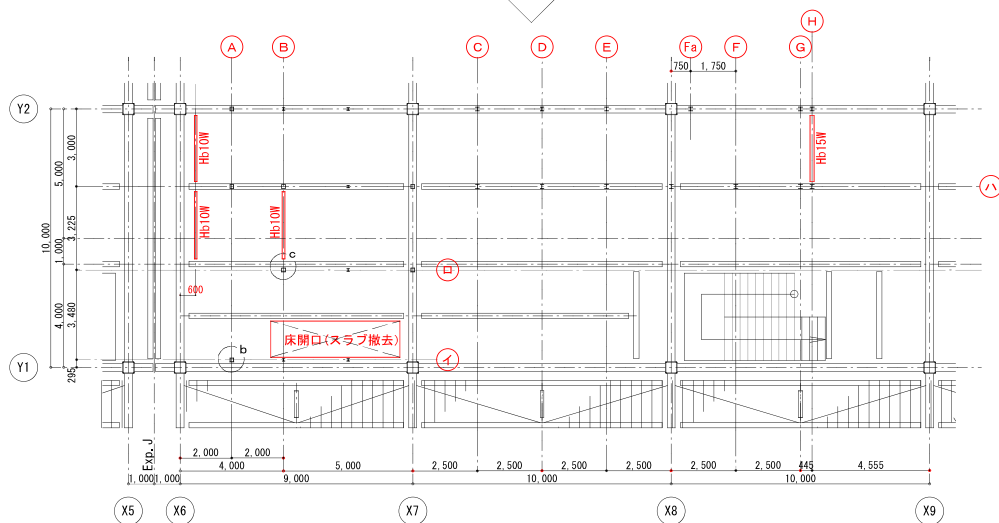 H
A
B
C
D
E
Fa
F
G
750
1,750
Y2
Hb10W
Hb15W
3,000
5,000
ハ
10,000
3,225
Hb10W
Hb10W
1,000
c
ロ
600
4,000
3,480
床開口(スラブ撤去)
b
イ
Y1
295
Exp.J
2,000
2,000
4,000
5,000
2,500
2,500
2,500
2,500
2,500
2,500
445
4,555
1,000
1,000
9,000
10,000
10,000
X5
X6
X7
X8
X9